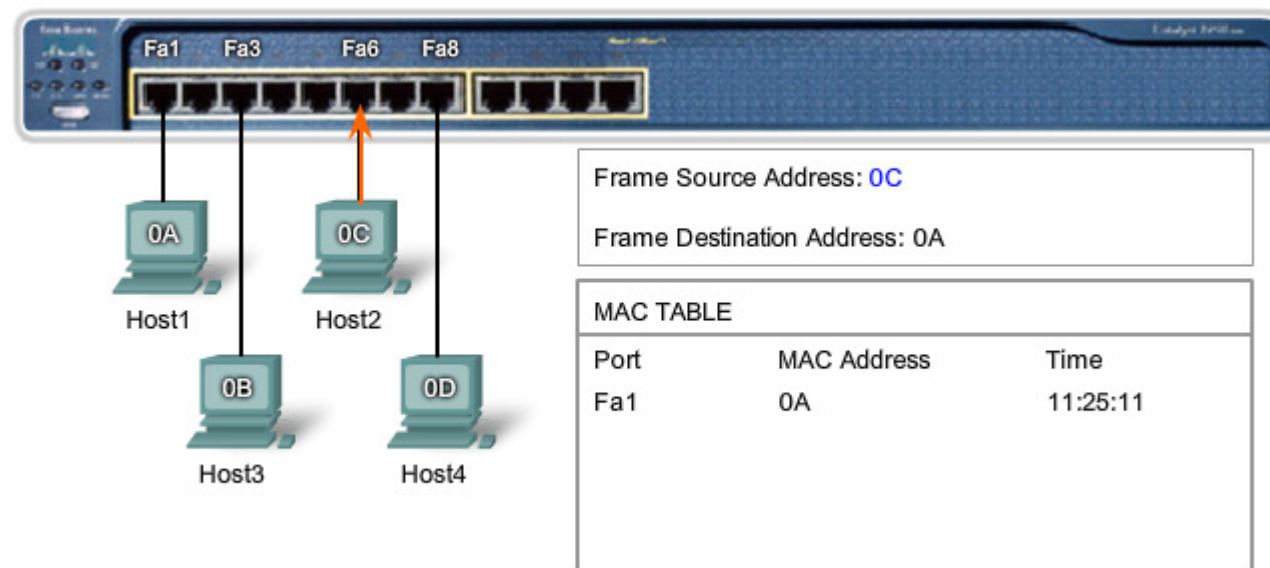 Fa1 Fa3 Fa6 Fa8
Frame Source Address: 0C
Frame Destination Address: 0A
0A 0C
Host1 Host2
0B 0D
Host3 Host4
MAC TABLE
Port MAC Address Time
Fa1 0A 11:25:11